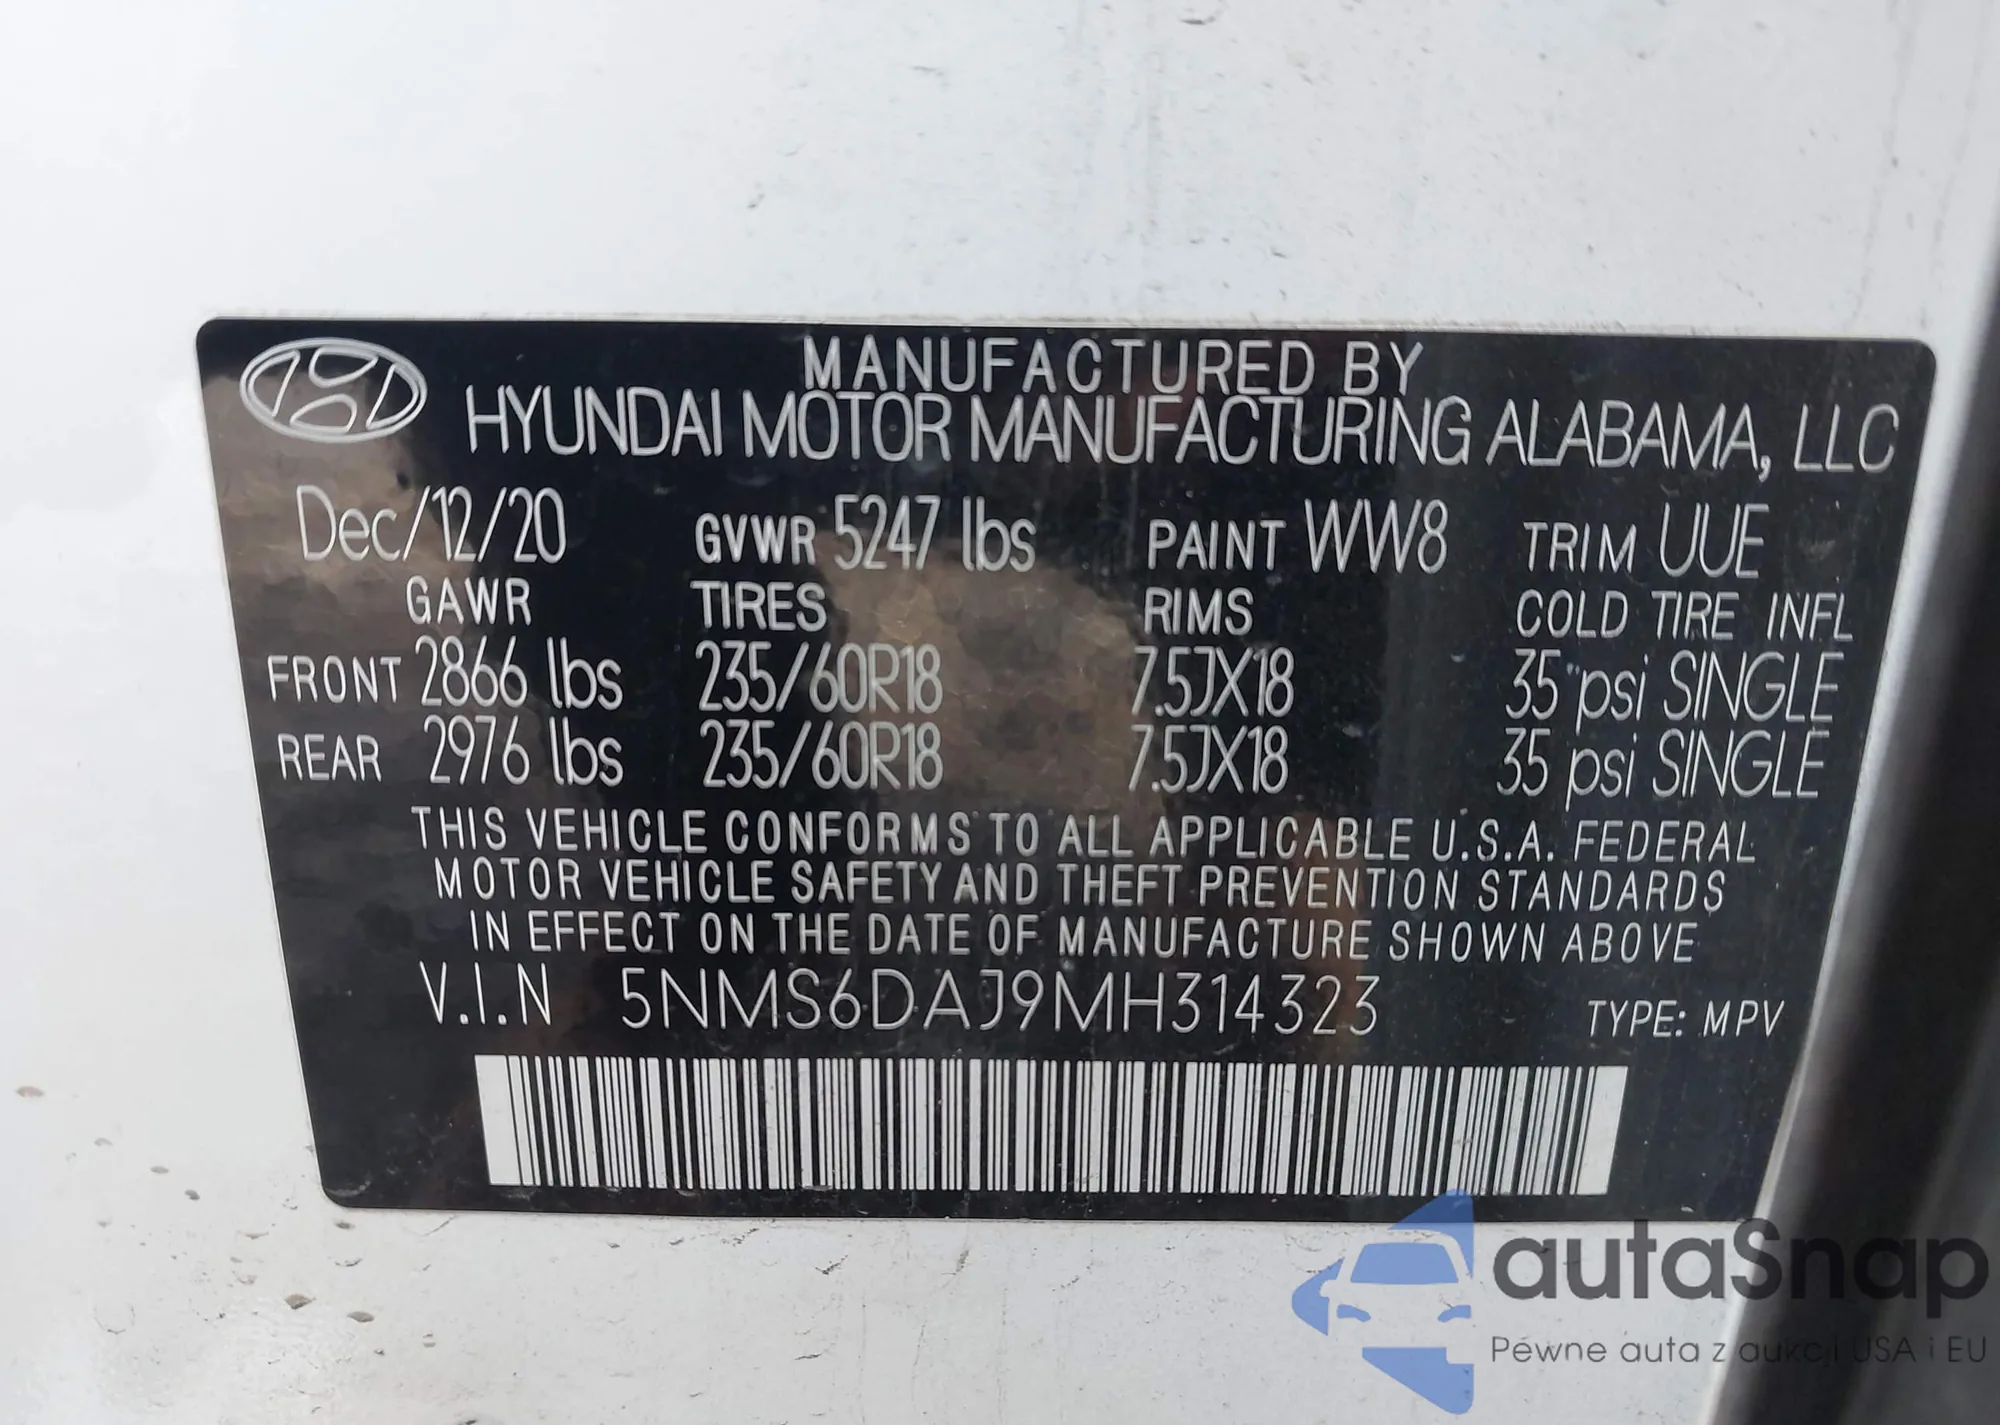 MANUFACTURED BY
HYUNDAI MOTOR MANUFACTURING ALABAMA, LLC
Dec/12/20 GVWR 5247 lbs PAINT WW8 TRIM UUE
GAWR TIRES RIMS COLD TIRE INFL
FRONT 2866 lbs 235/60R18 7.5JX18 35 psi SINGLE
REAR 2976 lbs 235/60R18 7.5JX18 35 psi SINGLE
THIS VEHICLE CONFORMS TO ALL APPLICABLE U.S.A. FEDERAL
MOTOR VEHICLE SAFETY AND THEFT PREVENTION STANDARDS
IN EFFECT ON THE DATE OF MANUFACTURE SHOWN ABOVE
V.I.N 5NMS6DAJ9MH314323 TYPE: MPV
autaSnap
Pewne auta z aukcji USA i EU